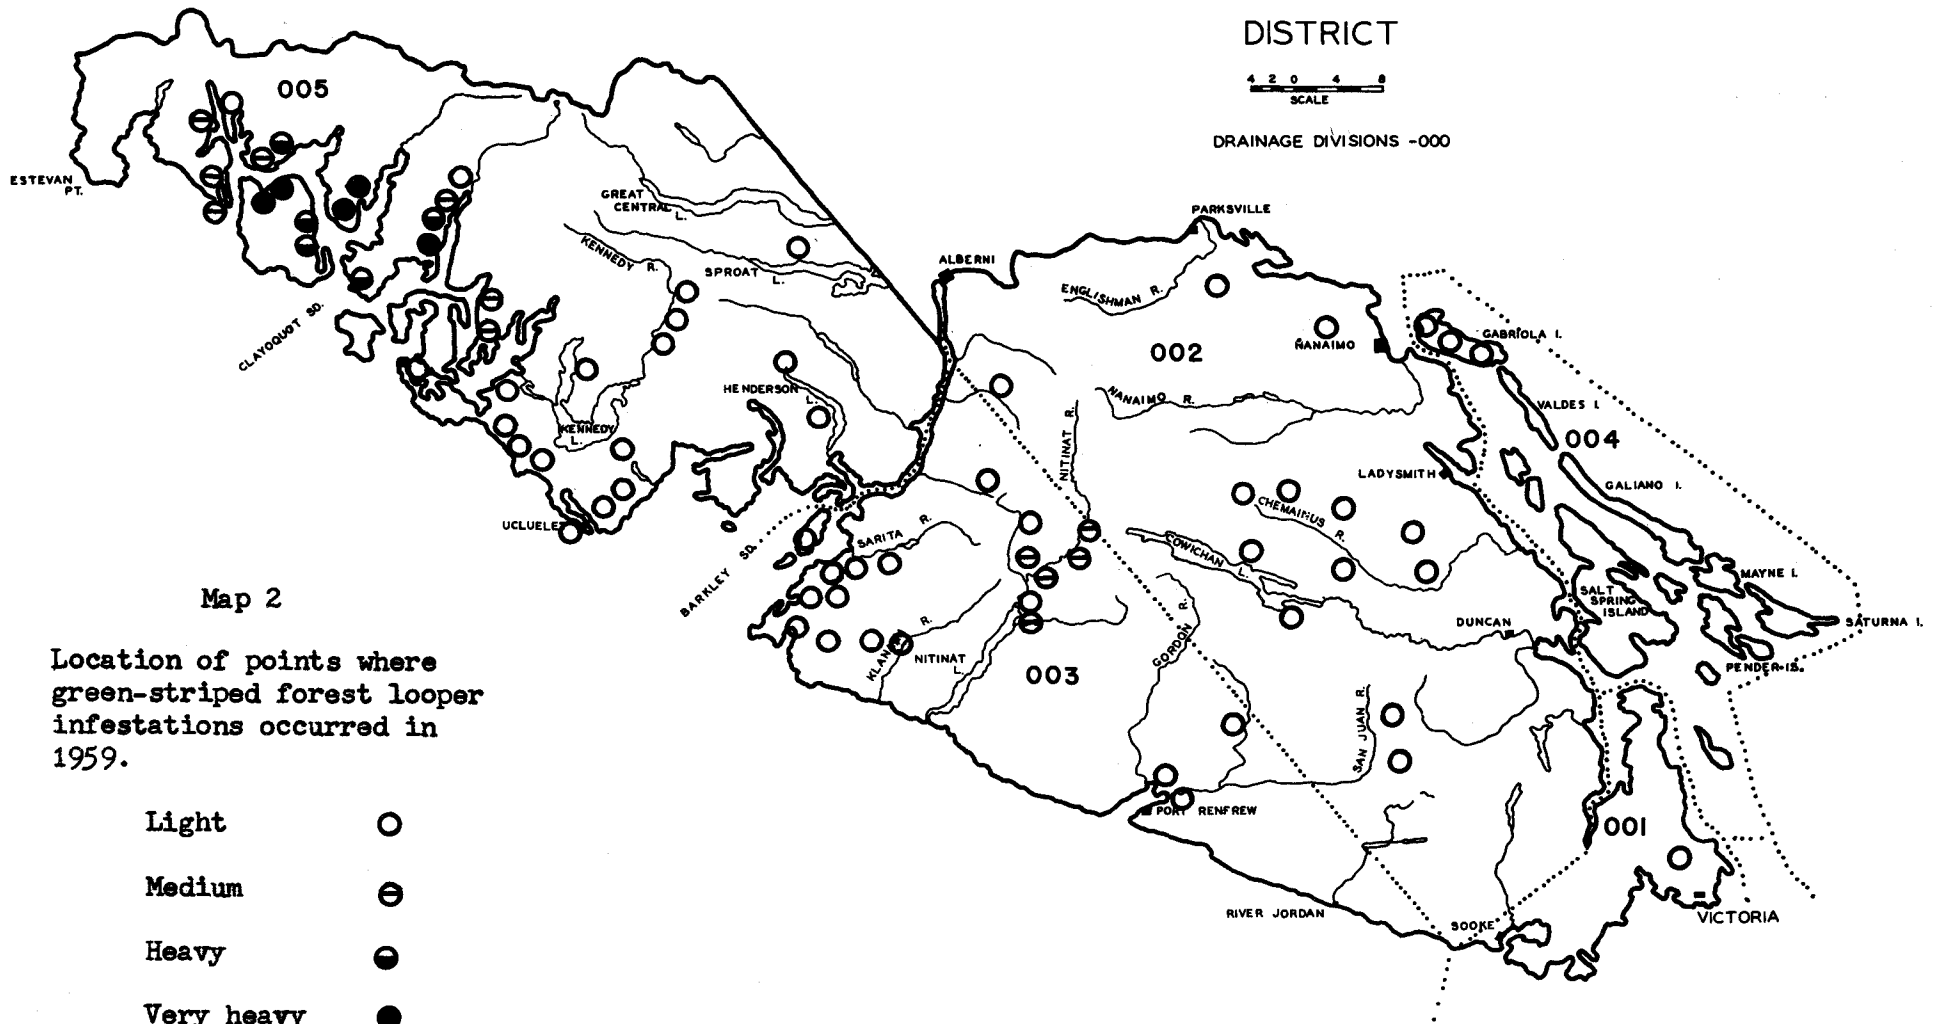 DISTRICT
4 2 0 4 8
SCALE
DRAINAGE DIVISIONS -000
005
ESTEVAN
PT.
GREAT
CENTRAL L.
KENNEDY R.
SPROAT
L.
CLAYOQUOT SD.
PARKSVILLE
ALBERNI
ENGLISHMAN R.
002
NANAIMO
GABRIOLA I.
HENDERSON
L.
NANAIMO R.
VALDES I.
004
KENNEDY
L.
NITINAT R.
LADYSMITH
GALIANO I.
UCLUELET
CHEMAINUS
R.
SARITA R.
BARKLEY SD.
COWICHAN
L.
MAYNE I.
SALT
SPRING
ISLAND
SATURNA I.
DUNCAN
PENDER IS.
KLANAWA R.
NITINAT
L.
003
GORDON R.
SAN JUAN R.
PORT RENFREW
001
RIVER JORDAN
SOOKE
VICTORIA
Map 2
Location of points where
green-striped forest looper
infestations occurred in
1959.
Light
Medium
Heavy
Very heavy